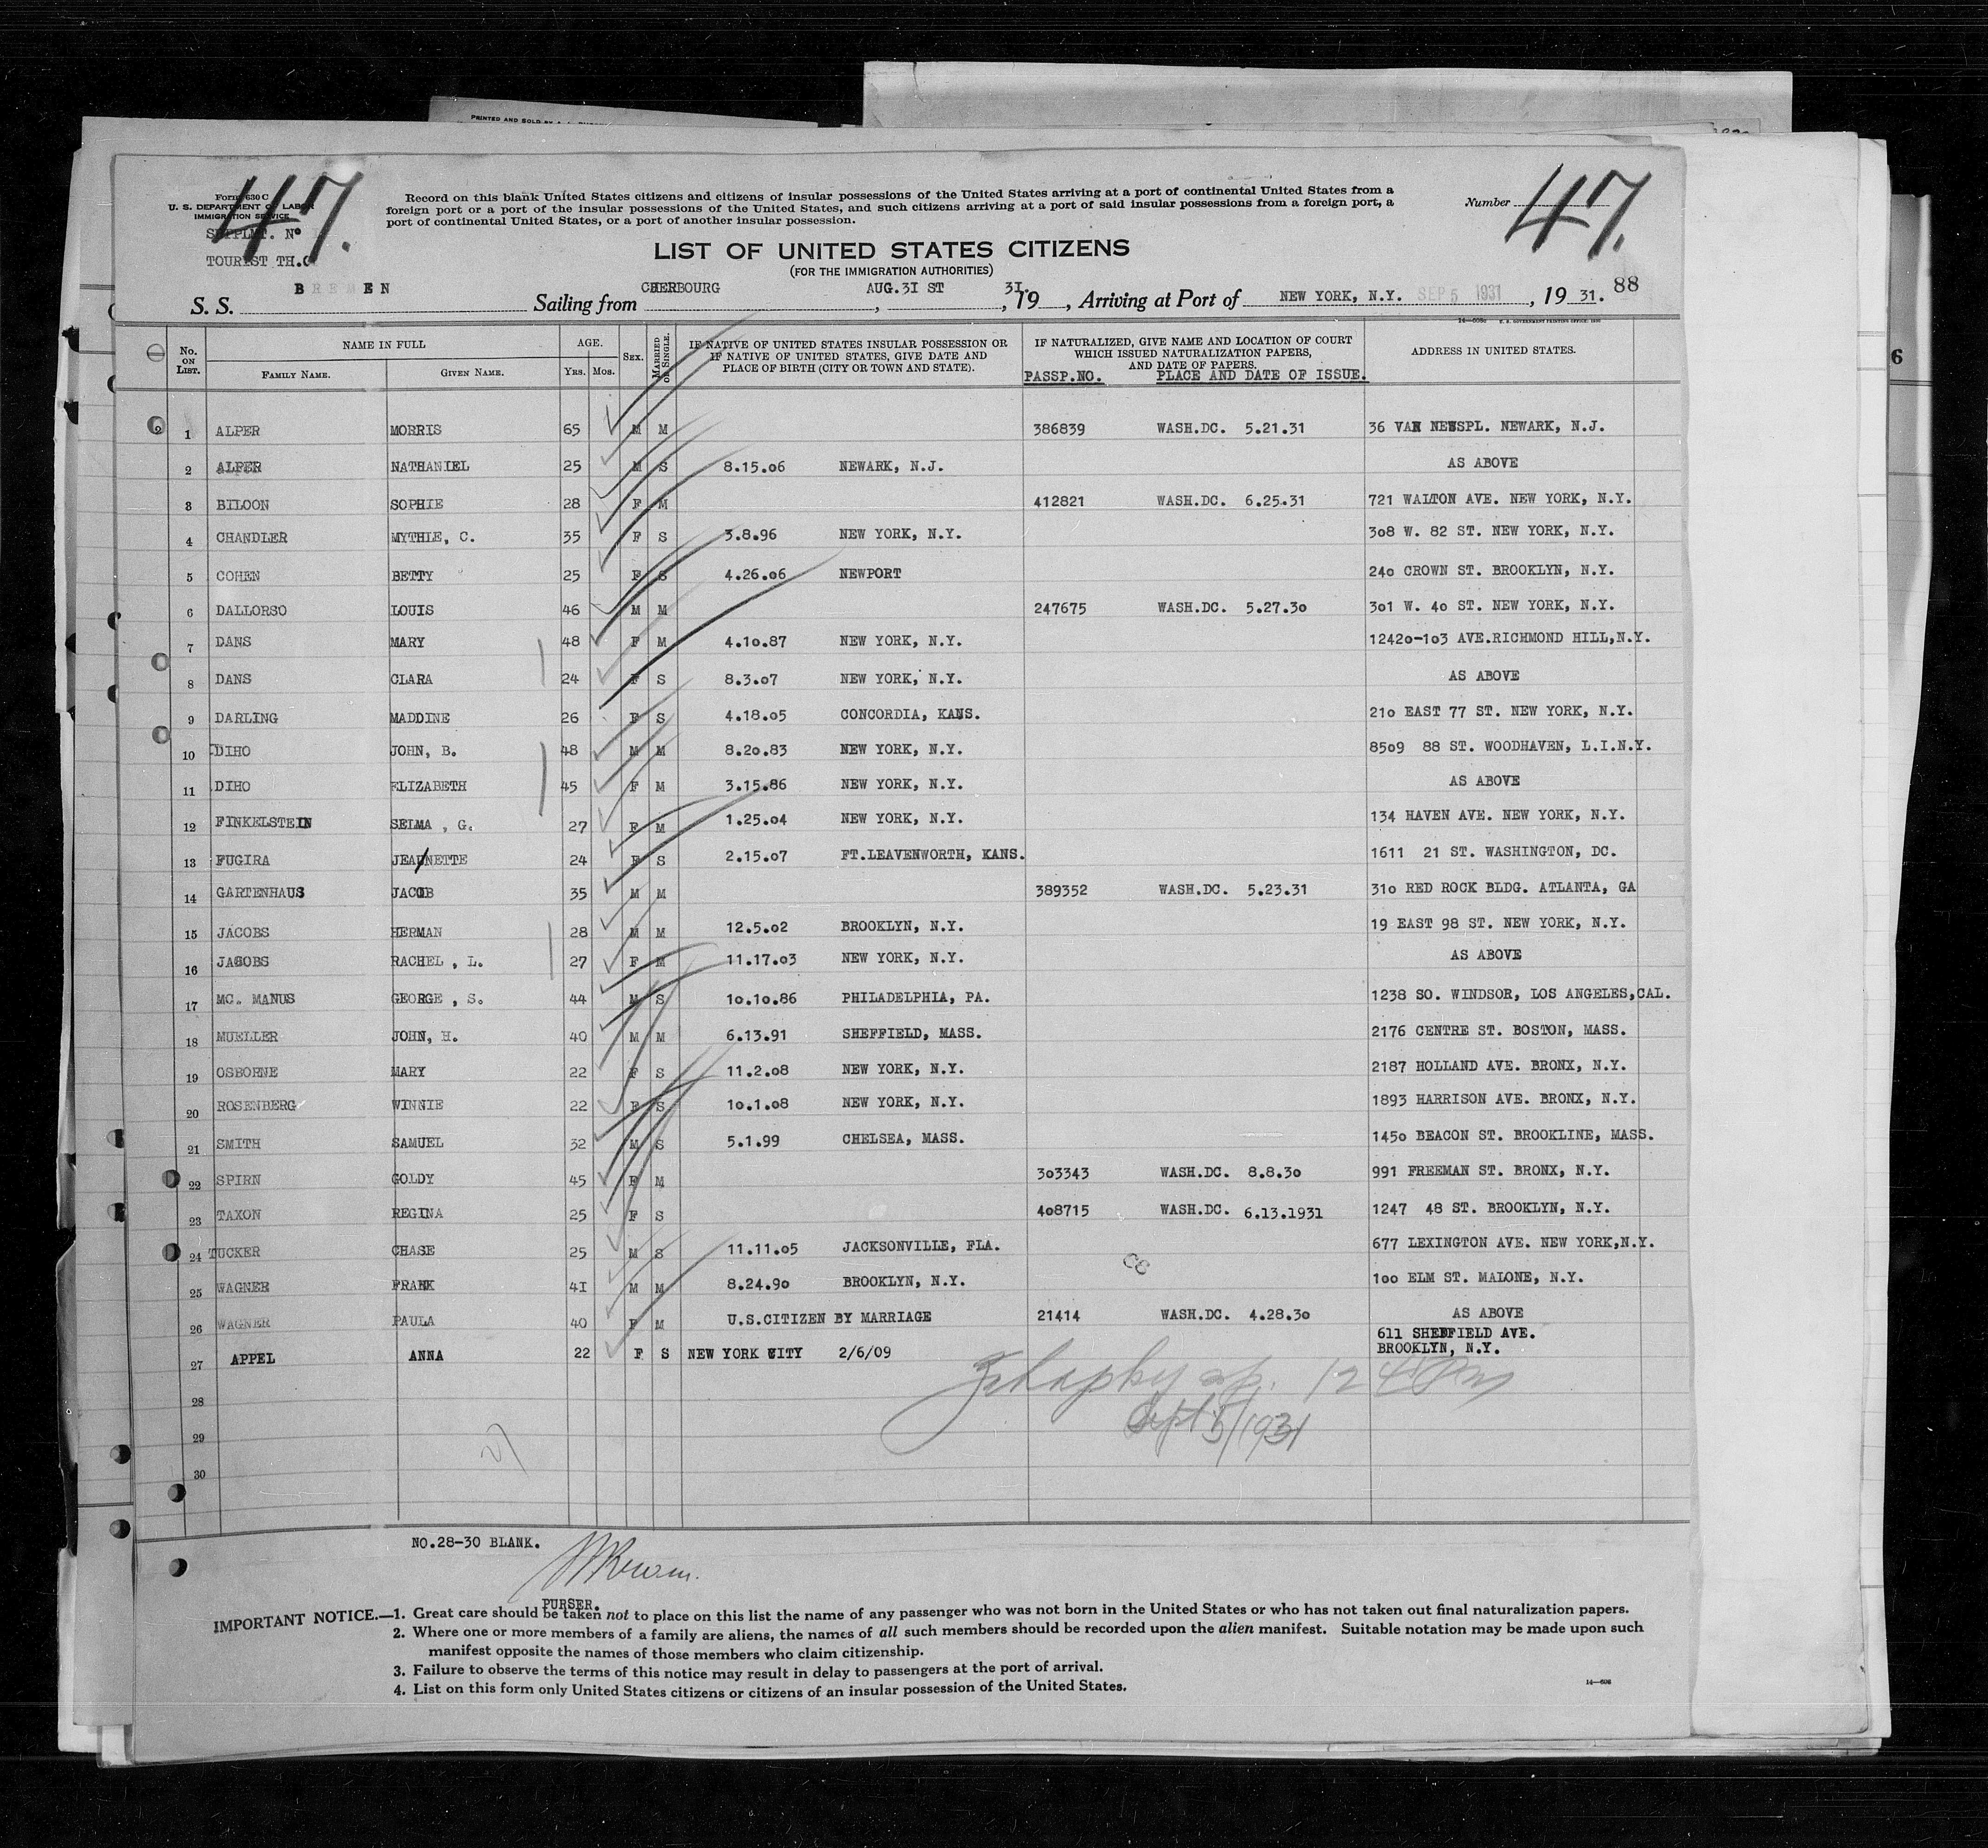 PRINTED AND SOLD BY
47.
47.
Form 630 C
U. S. DEPARTMENT OF LABOR
IMMIGRATION SERVICE
SUPPLMT. Nº
TOURIST TH.C.
Record on this blank United States citizens and citizens of insular possessions of the United States arriving at a port of continental United States from a
foreign port or a port of the insular possessions of the United States, and such citizens arriving at a port of said insular possessions from a foreign port, a
port of continental United States, or a port of another insular possession.
Number
LIST OF UNITED STATES CITIZENS
(FOR THE IMMIGRATION AUTHORITIES)
S. S. BREMEN Sailing from CHERBOURG, AUG.31 ST, 1931., Arriving at Port of NEW YORK, N.Y. SEP 5 1931, 19 31. 88
No. ON LIST. NAME IN FULL AGE. SEX. MARRIED OR SINGLE. IF NATIVE OF UNITED STATES INSULAR POSSESSION OR IF NATIVE OF UNITED STATES, GIVE DATE AND PLACE OF BIRTH (CITY OR TOWN AND STATE). IF NATURALIZED, GIVE NAME AND LOCATION OF COURT WHICH ISSUED NATURALIZATION PAPERS, AND DATE OF PAPERS. ADDRESS IN UNITED STATES.
FAMILY NAME. GIVEN NAME. YRS. MOS. PASSP.NO. PLACE AND DATE OF ISSUE.
1 ALPER MORRIS 65 M M 386839 WASH.DC. 5.21.31 36 VAN NESSPL. NEWARK, N.J.
2 ALPER NATHANIEL 25 M S 8.15.06 NEWARK, N.J. AS ABOVE
3 BILOON SOPHIE 28 F M 412821 WASH.DC. 6.25.31 721 WALTON AVE. NEW YORK, N.Y.
4 CHANDLER MYTHIE, C. 35 F S 3.8.96 NEW YORK, N.Y. 308 W. 82 ST. NEW YORK, N.Y.
5 COHEN BETTY 25 F S 4.26.06 NEWPORT 240 CROWN ST. BROOKLYN, N.Y.
6 DALLORSO LOUIS 46 M M 247675 WASH.DC. 5.27.30 301 W. 40 ST. NEW YORK, N.Y.
7 DANS MARY 48 F M 4.10.87 NEW YORK, N.Y. 12420-103 AVE.RICHMOND HILL,N.Y.
8 DANS CLARA 24 F S 8.3.07 NEW YORK, N.Y. AS ABOVE
9 DARLING MADDINE 26 F S 4.18.05 CONCORDIA, KANS. 210 EAST 77 ST. NEW YORK, N.Y.
10 DIHO JOHN, B. 48 M M 8.20.83 NEW YORK, N.Y. 8509 88 ST. WOODHAVEN, L.I.N.Y.
11 DIHO ELIZABETH 45 F M 3.15.86 NEW YORK, N.Y. AS ABOVE
12 FINKELSTEIN SELMA , G. 27 F M 1.25.04 NEW YORK, N.Y. 134 HAVEN AVE. NEW YORK, N.Y.
13 FUGIRA JEANNETTE 24 F S 2.15.07 FT.LEAVENWORTH, KANS. 1611 21 ST. WASHINGTON, DC.
14 GARTENHAUS JACOB 35 M M 389352 WASH.DC. 5.23.31 310 RED ROCK BLDG. ATLANTA, GA
15 JACOBS HERMAN 28 M M 12.5.02 BROOKLYN, N.Y. 19 EAST 98 ST. NEW YORK, N.Y.
16 JACOBS RACHEL , L. 27 F M 11.17.03 NEW YORK, N.Y. AS ABOVE
17 MC. MANUS GEORGE , S. 44 M S 10.10.86 PHILADELPHIA, PA. 1238 SO. WINDSOR, LOS ANGELES,CAL.
18 MUELLER JOHN, H. 40 M M 6.13.91 SHEFFIELD, MASS. 2176 CENTRE ST. BOSTON, MASS.
19 OSBORNE MARY 22 F S 11.2.08 NEW YORK, N.Y. 2187 HOLLAND AVE. BRONX, N.Y.
20 ROSENBERG WINNIE 22 F S 10.1.08 NEW YORK, N.Y. 1893 HARRISON AVE. BRONX, N.Y.
21 SMITH SAMUEL 32 M S 5.1.99 CHELSEA, MASS. 1450 BEACON ST. BROOKLINE, MASS.
22 SPIRN GOLDY 45 F M 303343 WASH.DC. 8.8.30 991 FREEMAN ST. BRONX, N.Y.
23 TAXON REGINA 25 F S 408715 WASH.DC. 6.13.1931 1247 48 ST. BROOKLYN, N.Y.
24 TUCKER CHASE 25 M S 11.11.05 JACKSONVILLE, FLA. 677 LEXINGTON AVE. NEW YORK,N.Y.
25 WAGNER FRANK 41 M M 8.24.90 BROOKLYN, N.Y. 100 ELM ST. MALONE, N.Y.
26 WAGNER PAULA 40 F M U.S.CITIZEN BY MARRIAGE 21414 WASH.DC. 4.28.30 AS ABOVE
27 APPEL ANNA 22 F S NEW YORK CITY 2/6/09 611 SHEFFIELD AVE.
BROOKLYN, N.Y.
28
Sept 5/1931
29
30
NO.28-30 BLANK.
PURSER.
IMPORTANT NOTICE.—1. Great care should be taken not to place on this list the name of any passenger who was not born in the United States or who has not taken out final naturalization papers.
2. Where one or more members of a family are aliens, the names of all such members should be recorded upon the alien manifest. Suitable notation may be made upon such
manifest opposite the names of those members who claim citizenship.
3. Failure to observe the terms of this notice may result in delay to passengers at the port of arrival.
4. List on this form only United States citizens or citizens of an insular possession of the United States.